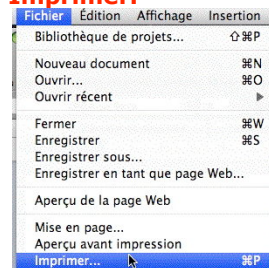 Imprimer.
Fichier Édition Affichage Insertion
Bibliothèque de projets... ⇧⌘P
Nouveau document ⌘N
Ouvrir... ⌘O
Ouvrir récent ▶
Fermer ⌘W
Enregistrer ⌘S
Enregistrer sous...
Enregistrer en tant que page Web...
Aperçu de la page Web
Mise en page...
Aperçu avant impression
Imprimer... ⌘P